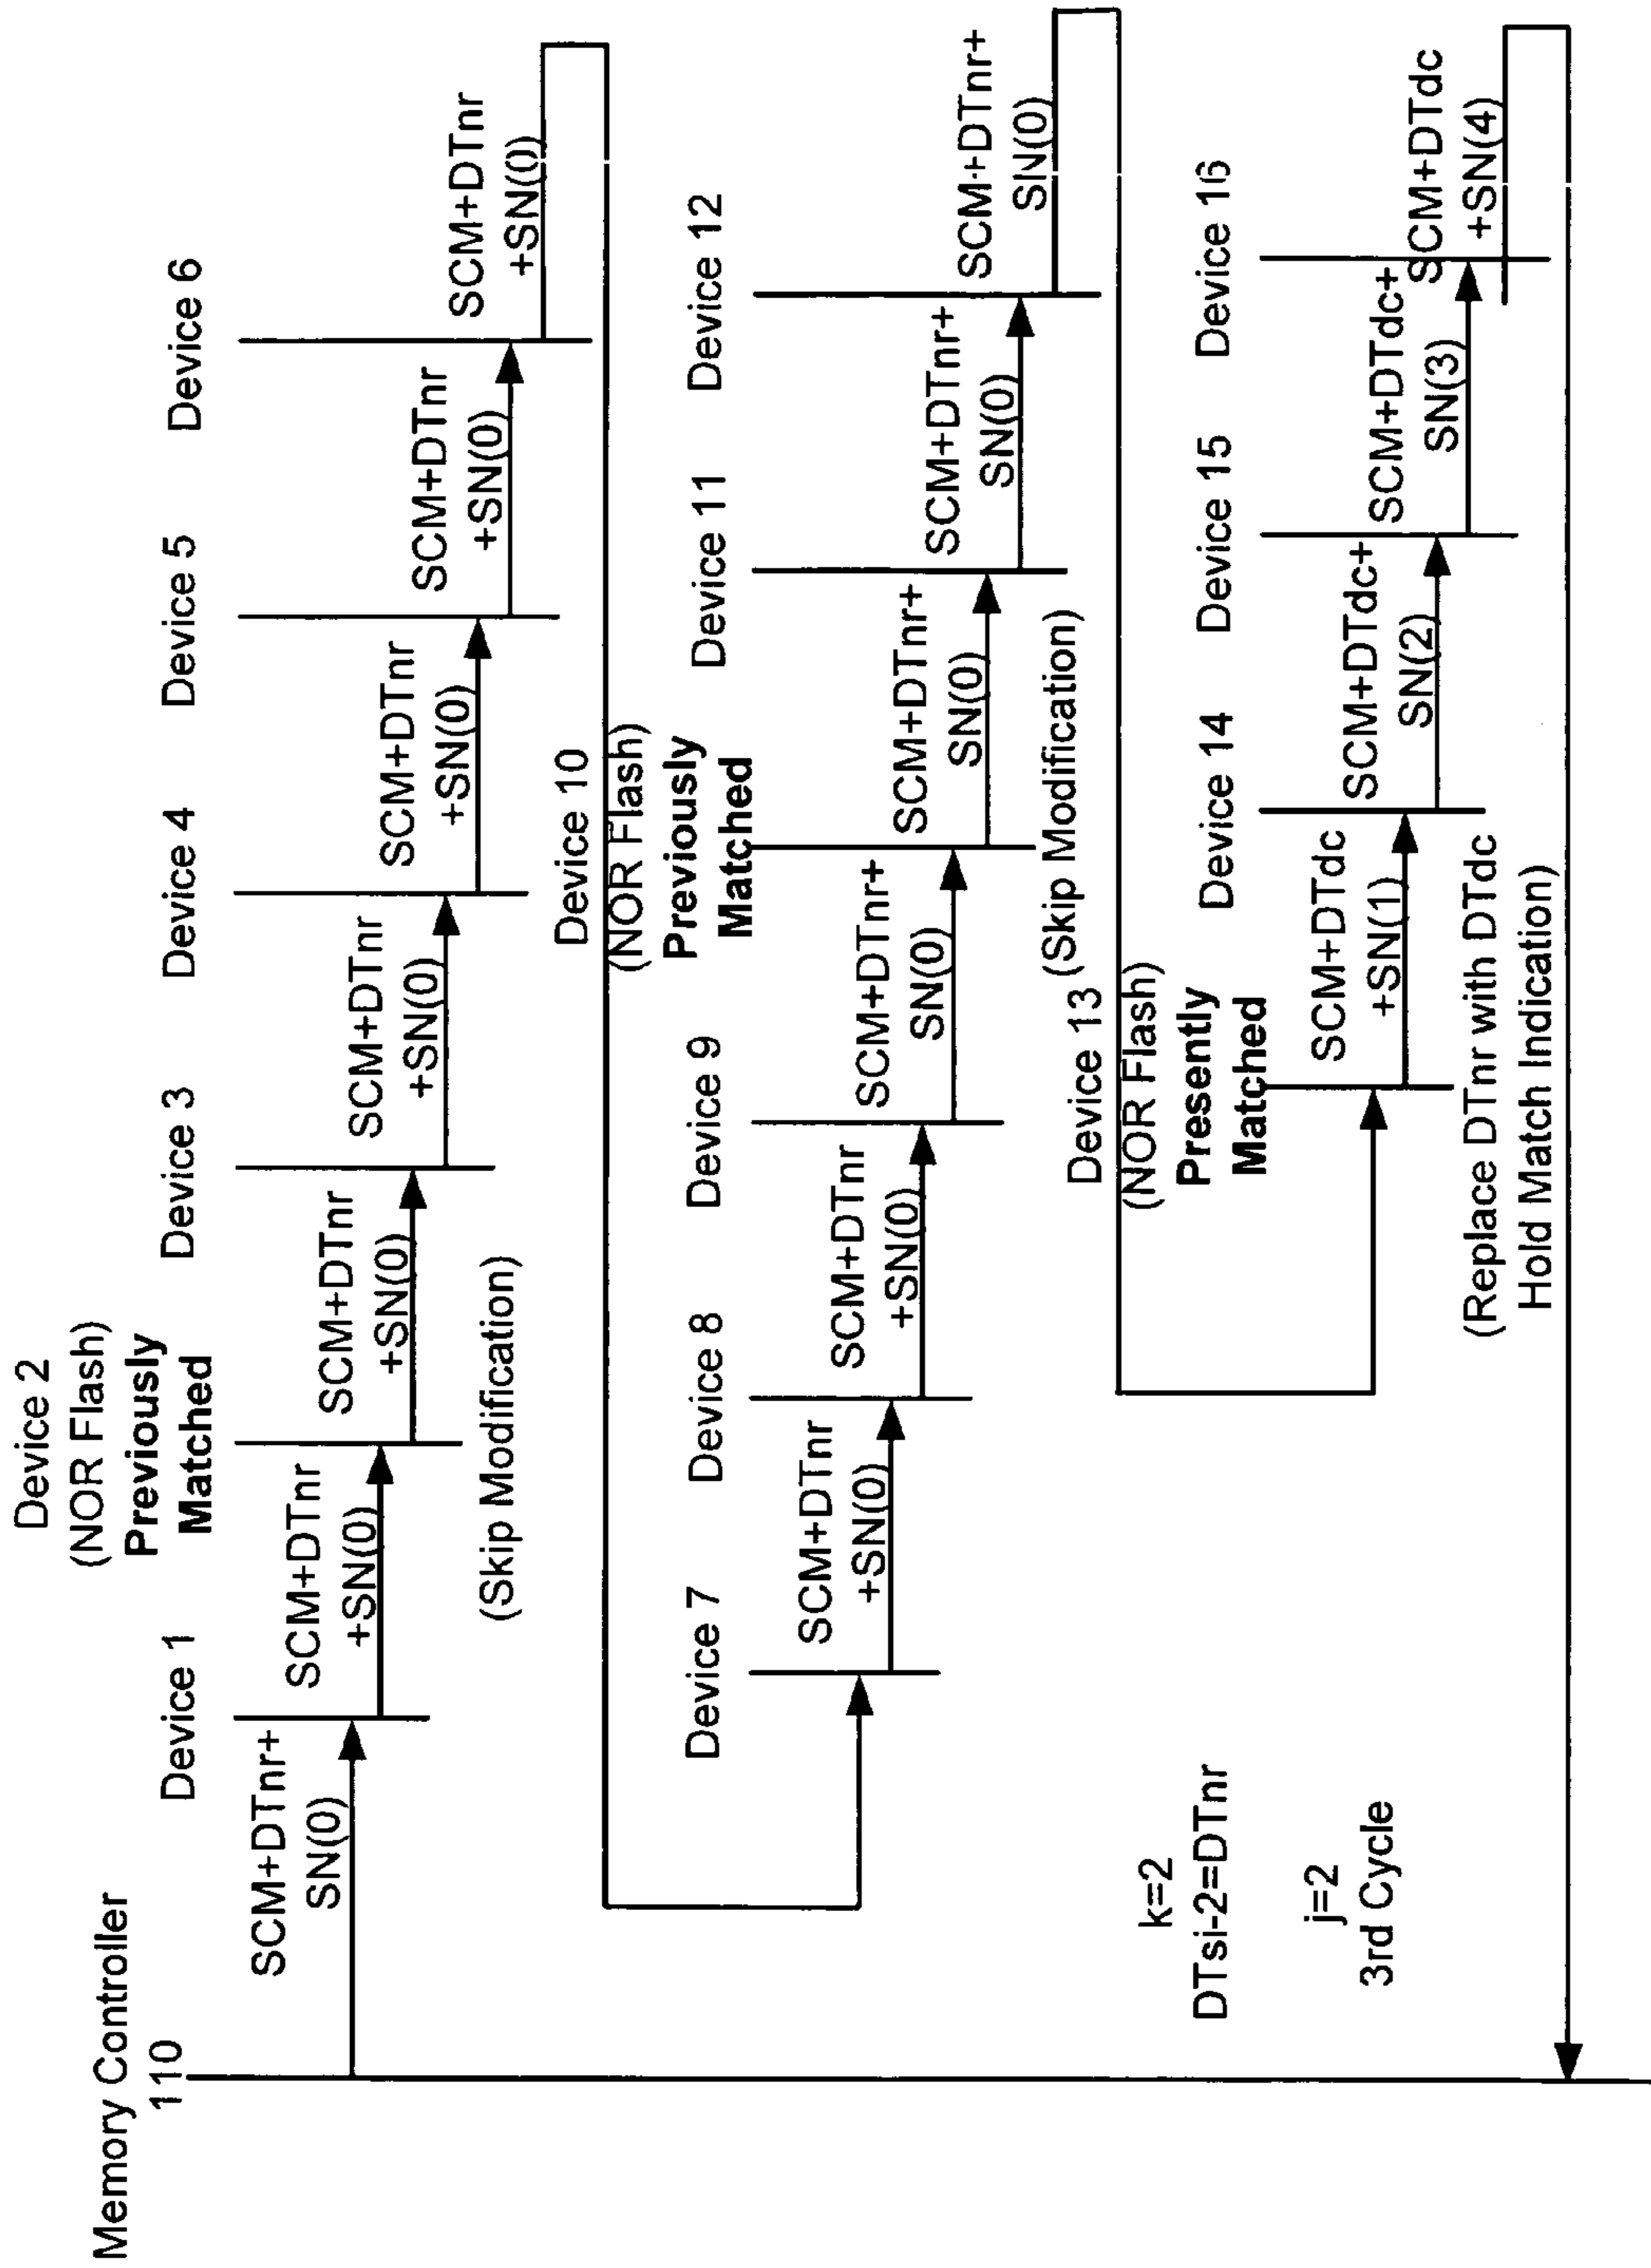 Memory Controller
110
SCM+DTnr+
SN(0)
Device 1
SCM+DTnr
+SN(0)
Device 2
(NOR Flash)
Previously
Matched
(Skip Modification)
SCM+DTnr
+SN(0)
Device 3
SCM+DTnr
+SN(0)
Device 4
SCM+DTnr
+SN(0)
Device 5
SCM+DTnr
+SN(0)
Device 6
SCM+DTnr
+SN(0)
Device 7
SCM+DTnr
+SN(0)
Device 8
SCM+DTnr
+SN(0)
Device 9
SCM+DTnr+
SN(0)
Device 10
(NOR Flash)
Previously
Matched
(Skip Modification)
SCM+DTnr+
SN(0)
Device 11
SCM+DTnr+
SN(0)
Device 12
SCM+DTnr+
SN(0)
Device 13
(NOR Flash)
Presently
Matched
(Replace DTnr with DTdc
Hold Match Indication)
SCM+DTdc
+SN(1)
Device 14
SCM+DTdc+
SN(2)
Device 15
SCM+DTdc+
SN(3)
Device 16
SCM+DTdc
+SN(4)
k=2
DTsi-2=DTnr
j=2
3rd Cycle